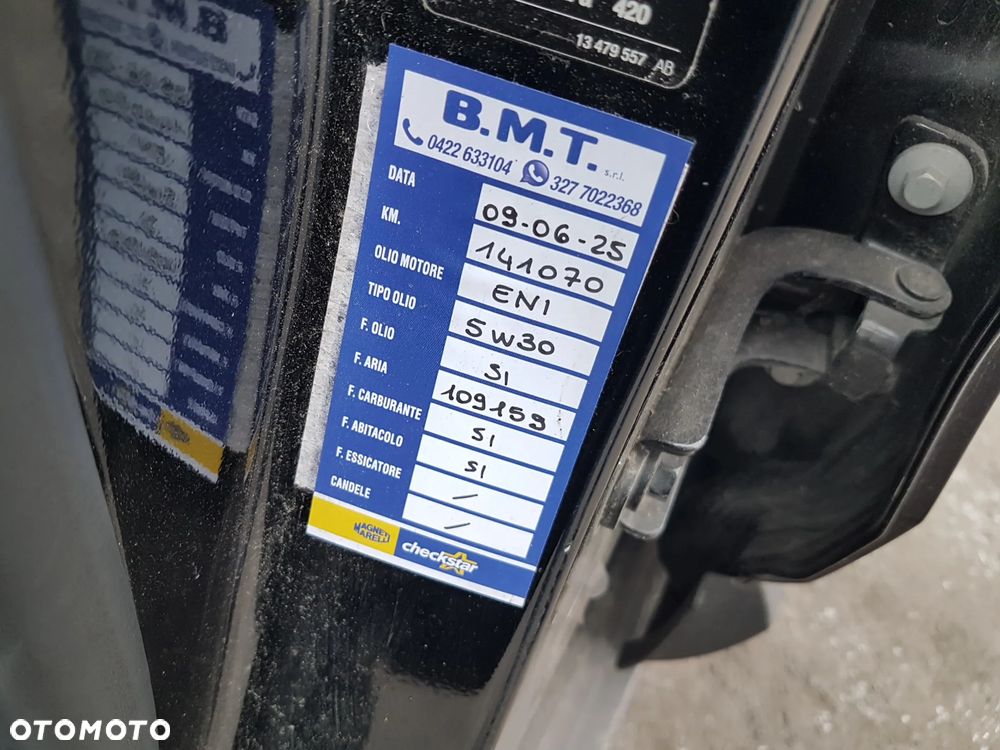 420
13 479 557 AB
B.M.T. s.r.l.
0422 633104 327 7022368
DATA 09-06-25
KM. 141070
OLIO MOTORE ENI
TIPO OLIO 5W30
F. OLIO SI
F. ARIA 109159
F. CARBURANTE SI
F. ABITACOLO SI
F. ESSICATORE /
CANDELE /
MAGNETI MARELLI checkstar
OTOMOTO